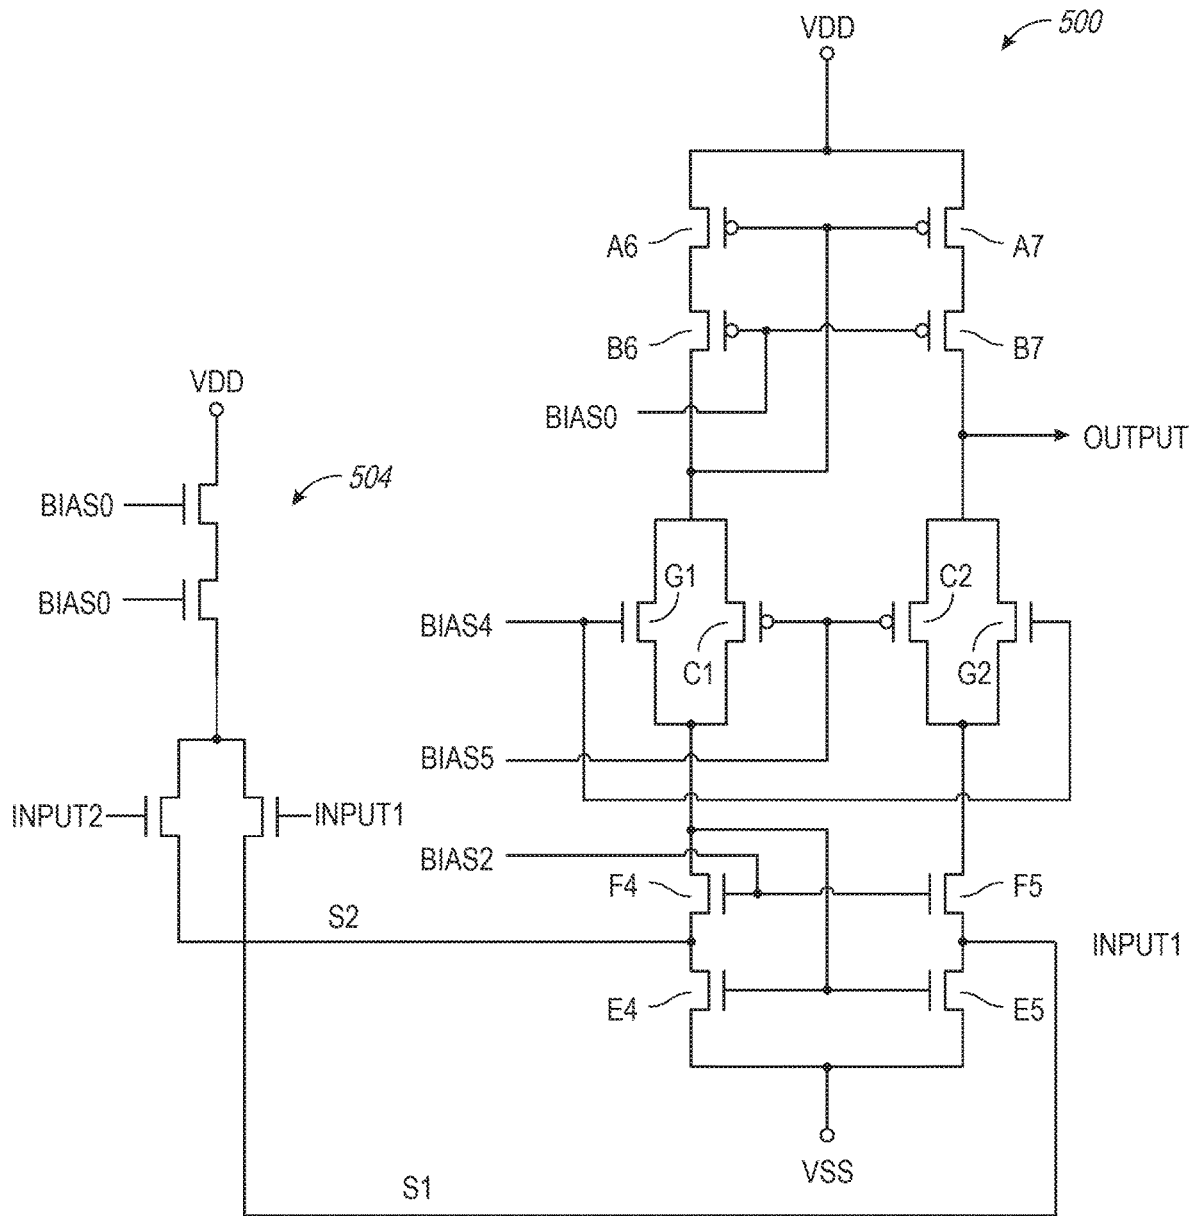 VDD
500
A6
A7
B6
B7
VDD
BIAS0
OUTPUT
504
BIAS0
G1
C2
BIAS0
BIAS4
C1
G2
BIAS5
INPUT2
INPUT1
BIAS2
F4
F5
S2
INPUT1
E4
E5
VSS
S1